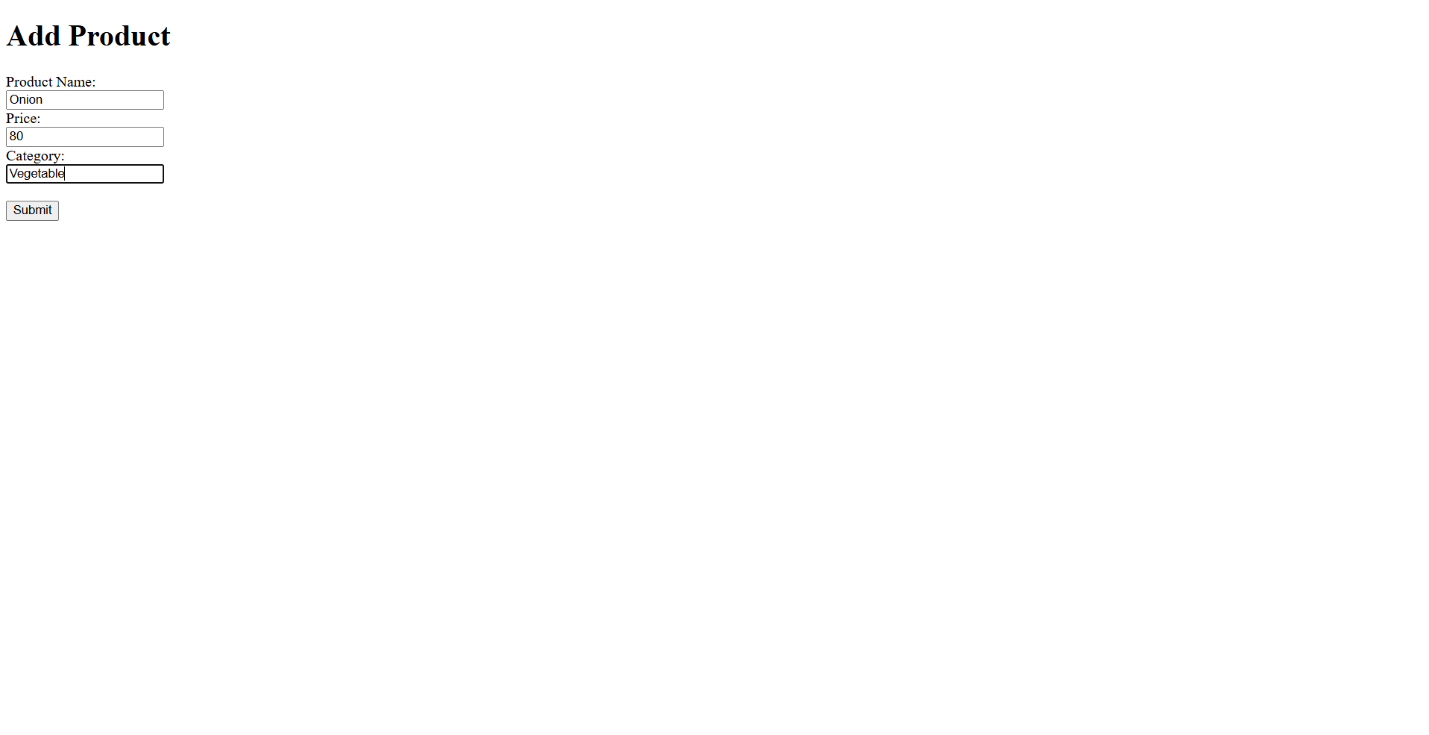 Add Product
Product Name:
Onion
Price:
80
Category:
Vegetable
Submit